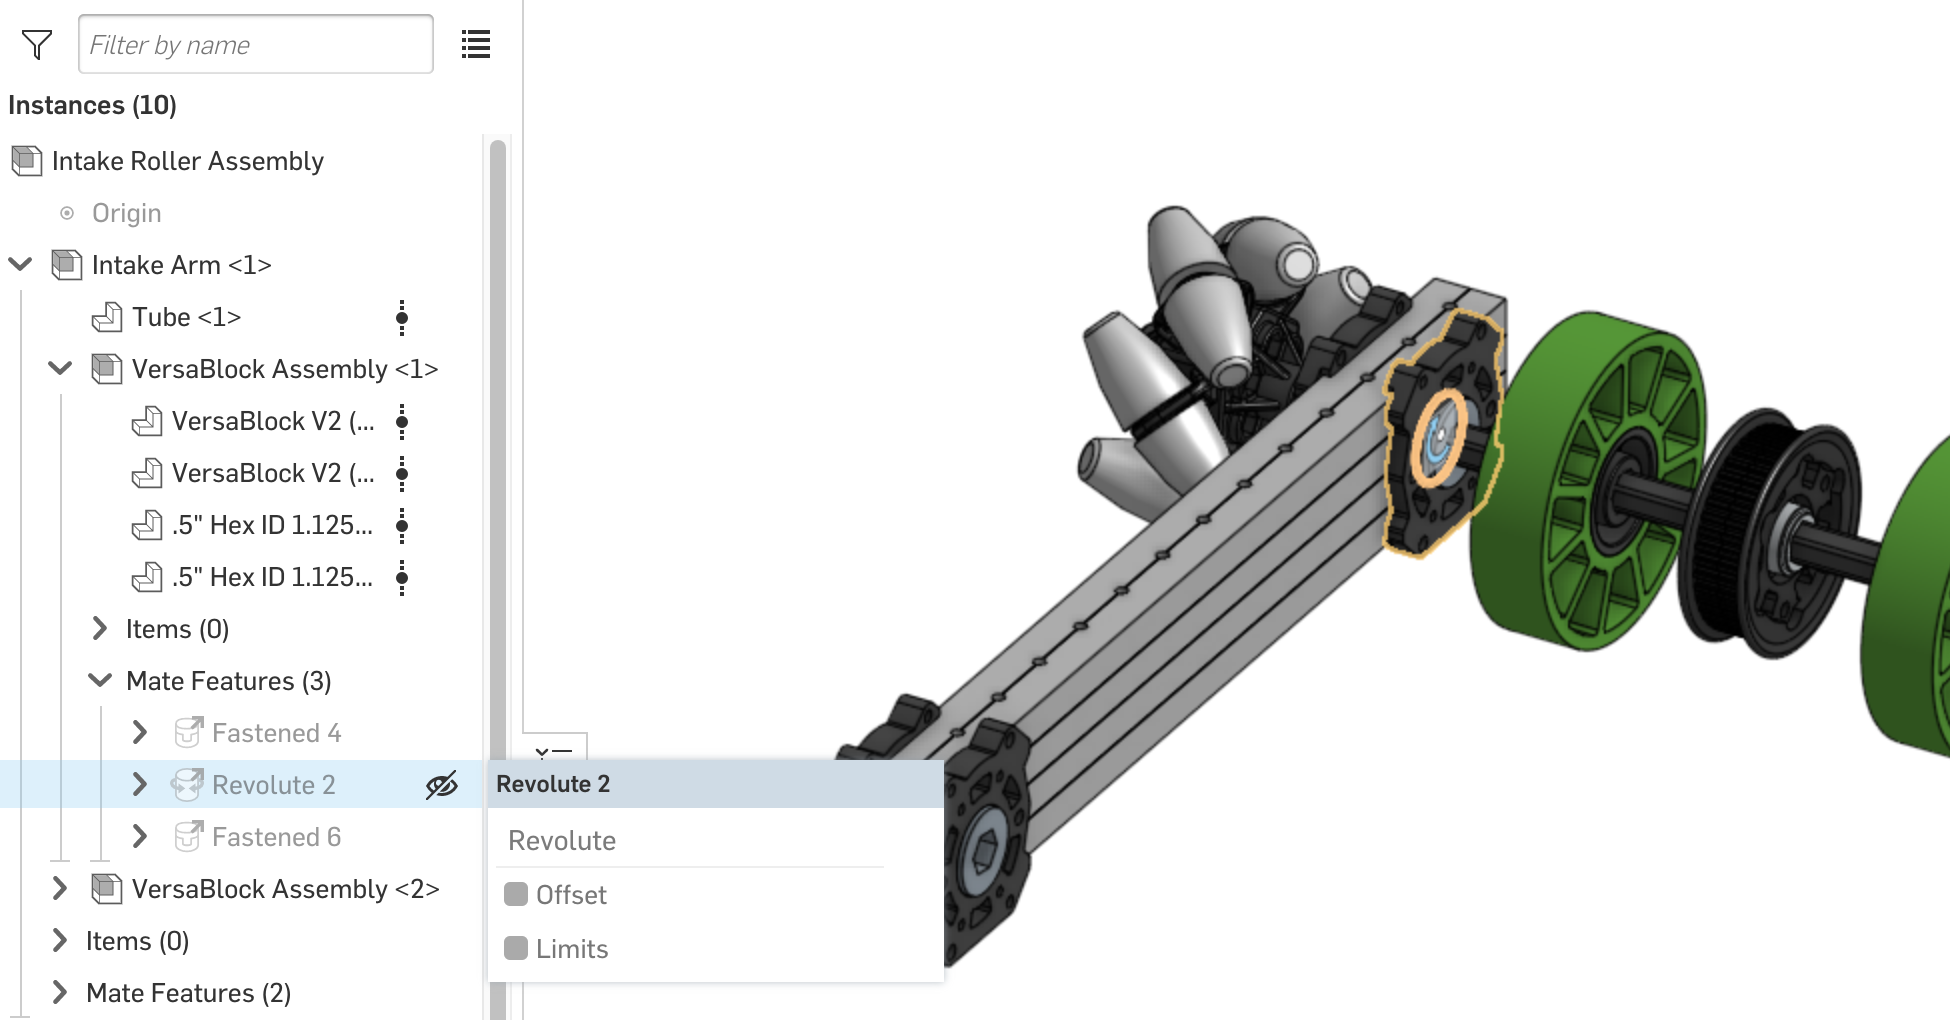 Filter by name
Instances (10)
Intake Roller Assembly
Origin
Intake Arm <1>
Tube <1>
VersaBlock Assembly <1>
VersaBlock V2 (...
VersaBlock V2 (...
.5" Hex ID 1.125...
.5" Hex ID 1.125...
Items (0)
Mate Features (3)
Fastened 4
Revolute 2
Fastened 6
VersaBlock Assembly <2>
Items (0)
Mate Features (2)
Revolute 2
Revolute
Offset
Limits